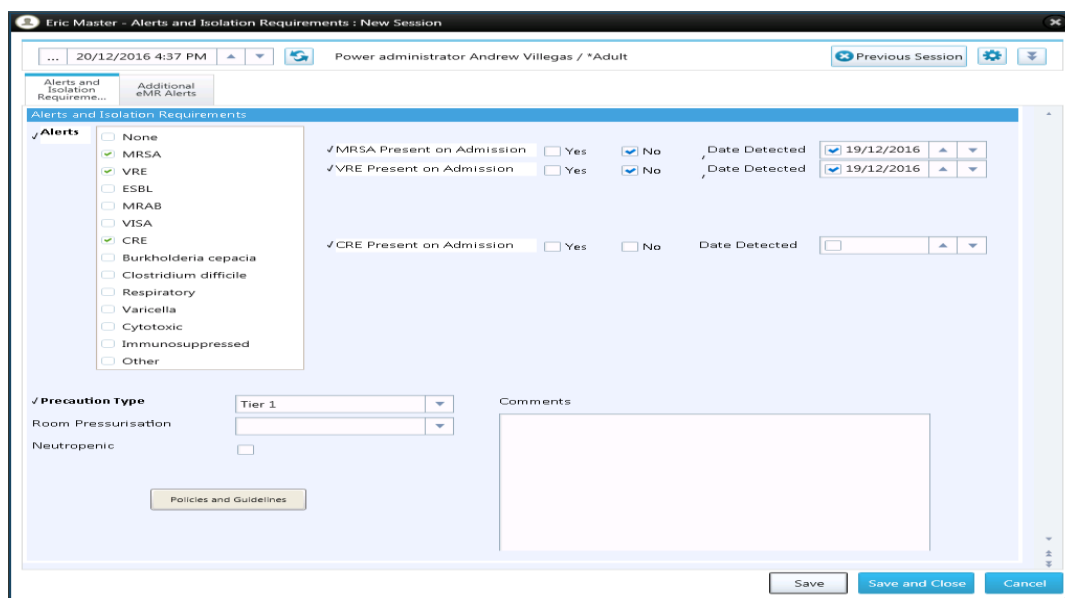 Eric Master - Alerts and Isolation Requirements : New Session
... 20/12/2016 4:37 PM Power administrator Andrew Villegas / *Adult Previous Session
Alerts and Isolation Requireme...
Additional eMR Alerts
Alerts and Isolation Requirements
Alerts
None
MRSA
VRE
ESBL
MRAB
VISA
CRE
Burkholderia cepacia
Clostridium difficile
Respiratory
Varicella
Cytotoxic
Immunosuppressed
Other
MRSA Present on Admission Yes No Date Detected 19/12/2016
VRE Present on Admission Yes No Date Detected 19/12/2016
CRE Present on Admission Yes No Date Detected
Precaution Type Tier 1
Room Pressurisation
Neutropenic
Policies and Guidelines
Comments
Save Save and Close Cancel